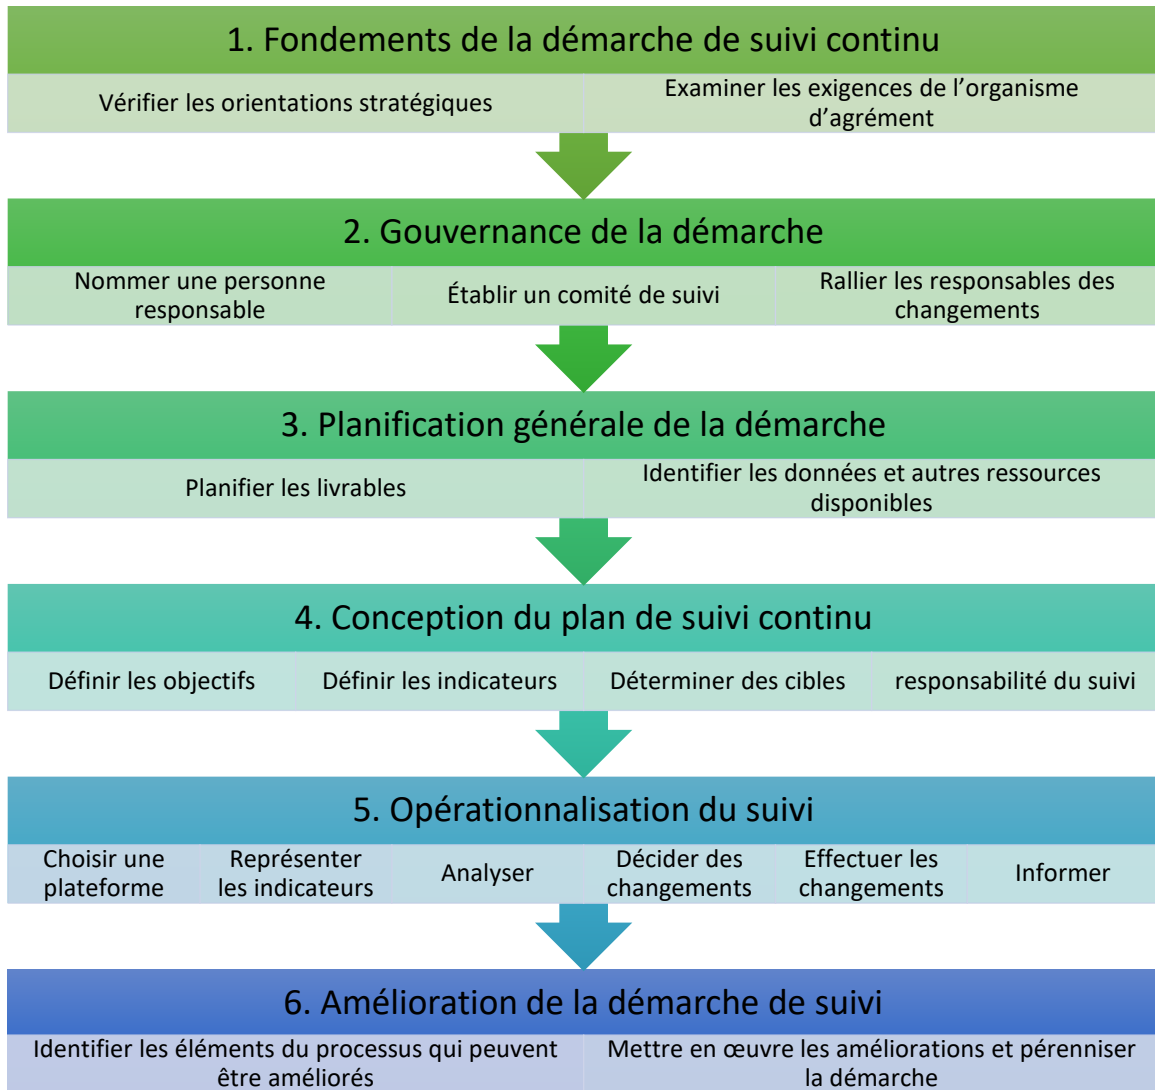 1. Fondements de la démarche de suivi continu
Vérifier les orientations stratégiques
Examiner les exigences de l’organisme
d’agrément
2. Gouvernance de la démarche
Nommer une personne
responsable
Établir un comité de suivi
Rallier les responsables des
changements
3. Planification générale de la démarche
Planifier les livrables
Identifier les données et autres ressources
disponibles
4. Conception du plan de suivi continu
Définir les objectifs
Définir les indicateurs
Déterminer des cibles
responsabilité du suivi
5. Opérationnalisation du suivi
Choisir une
plateforme
Représenter
les indicateurs
Analyser
Décider des
changements
Effectuer les
changements
Informer
6. Amélioration de la démarche de suivi
Identifier les éléments du processus qui peuvent
être améliorés
Mettre en œuvre les améliorations et pérenniser
la démarche